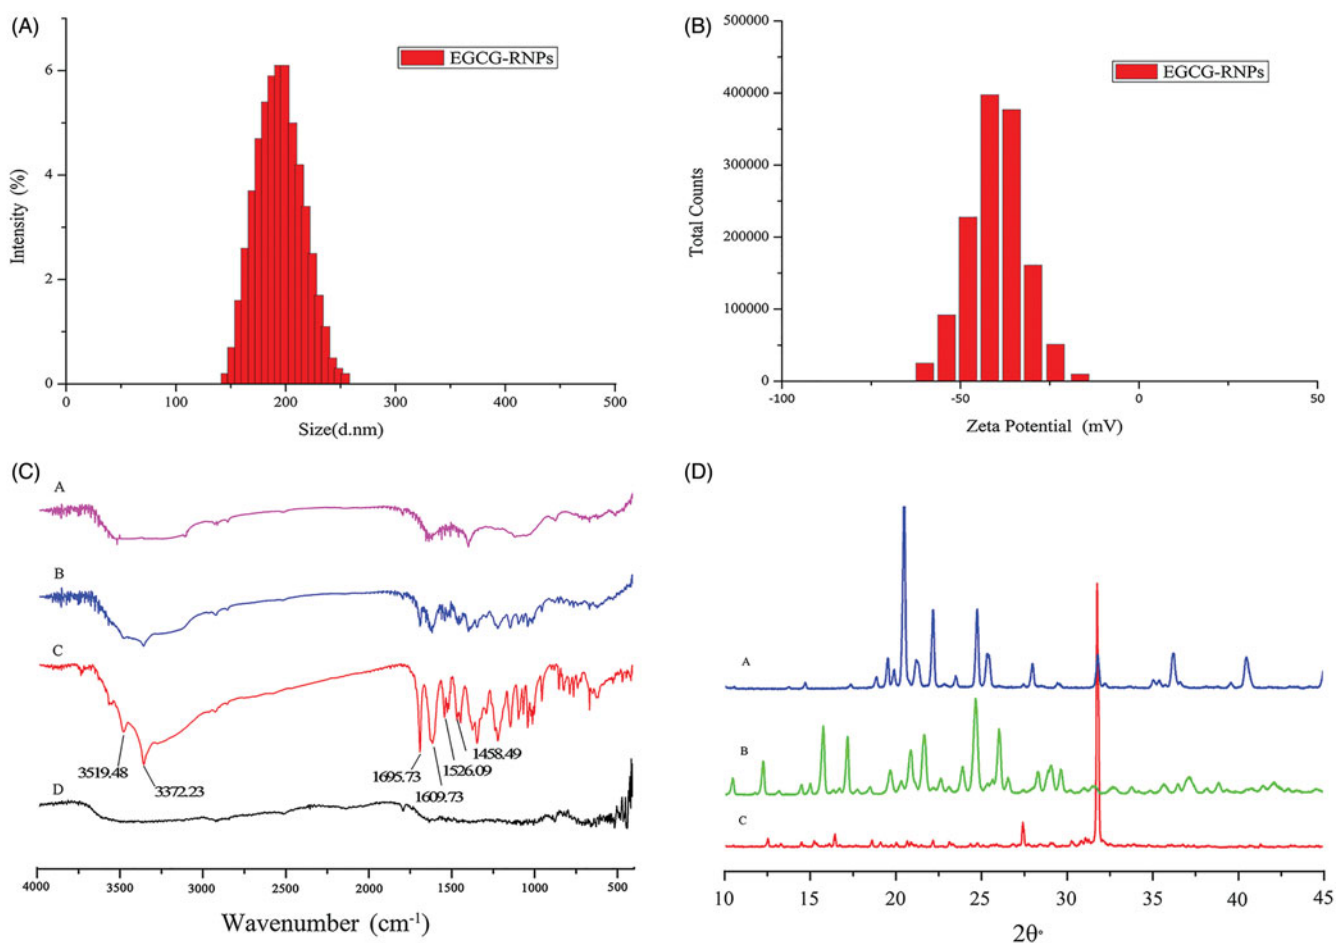 (A)
EGCG-RNPs
6
4
2
0
Intensity (%)
0 100 200 300 400 500
Size(d.nm)
(B)
EGCG-RNPs
500000
400000
300000
200000
100000
0
Total Counts
-100 -50 0 50
Zeta Potential (mV)
(C)
A
B
C
3519.48
3372.23
1695.73
1609.73
1526.09
1458.49
D
4000 3500 3000 2500 2000 1500 1000 500
Wavenumber (cm-1)
(D)
A
B
C
10 15 20 25 30 35 40 45
2θ°